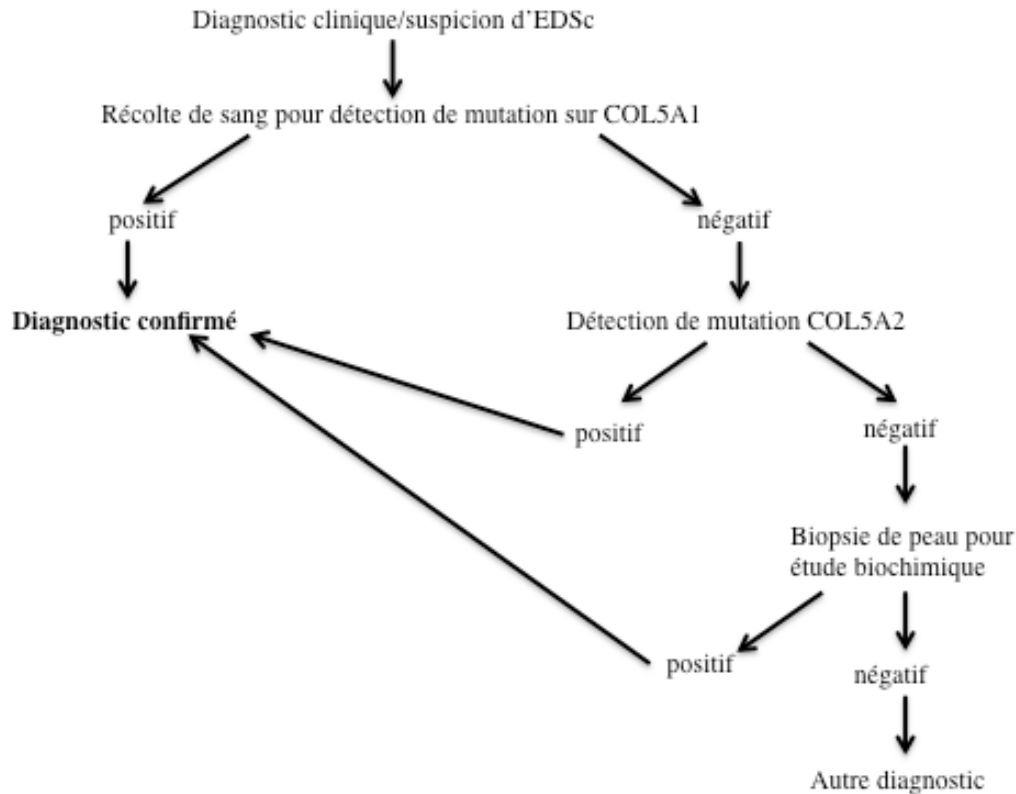 Diagnostic clinique/suspicion d'EDSc
Récolte de sang pour détection de mutation sur COL5A1
positif
négatif
Diagnostic confirmé
Détection de mutation COL5A2
positif
négatif
Biopsie de peau pour
étude biochimique
positif
négatif
Autre diagnostic